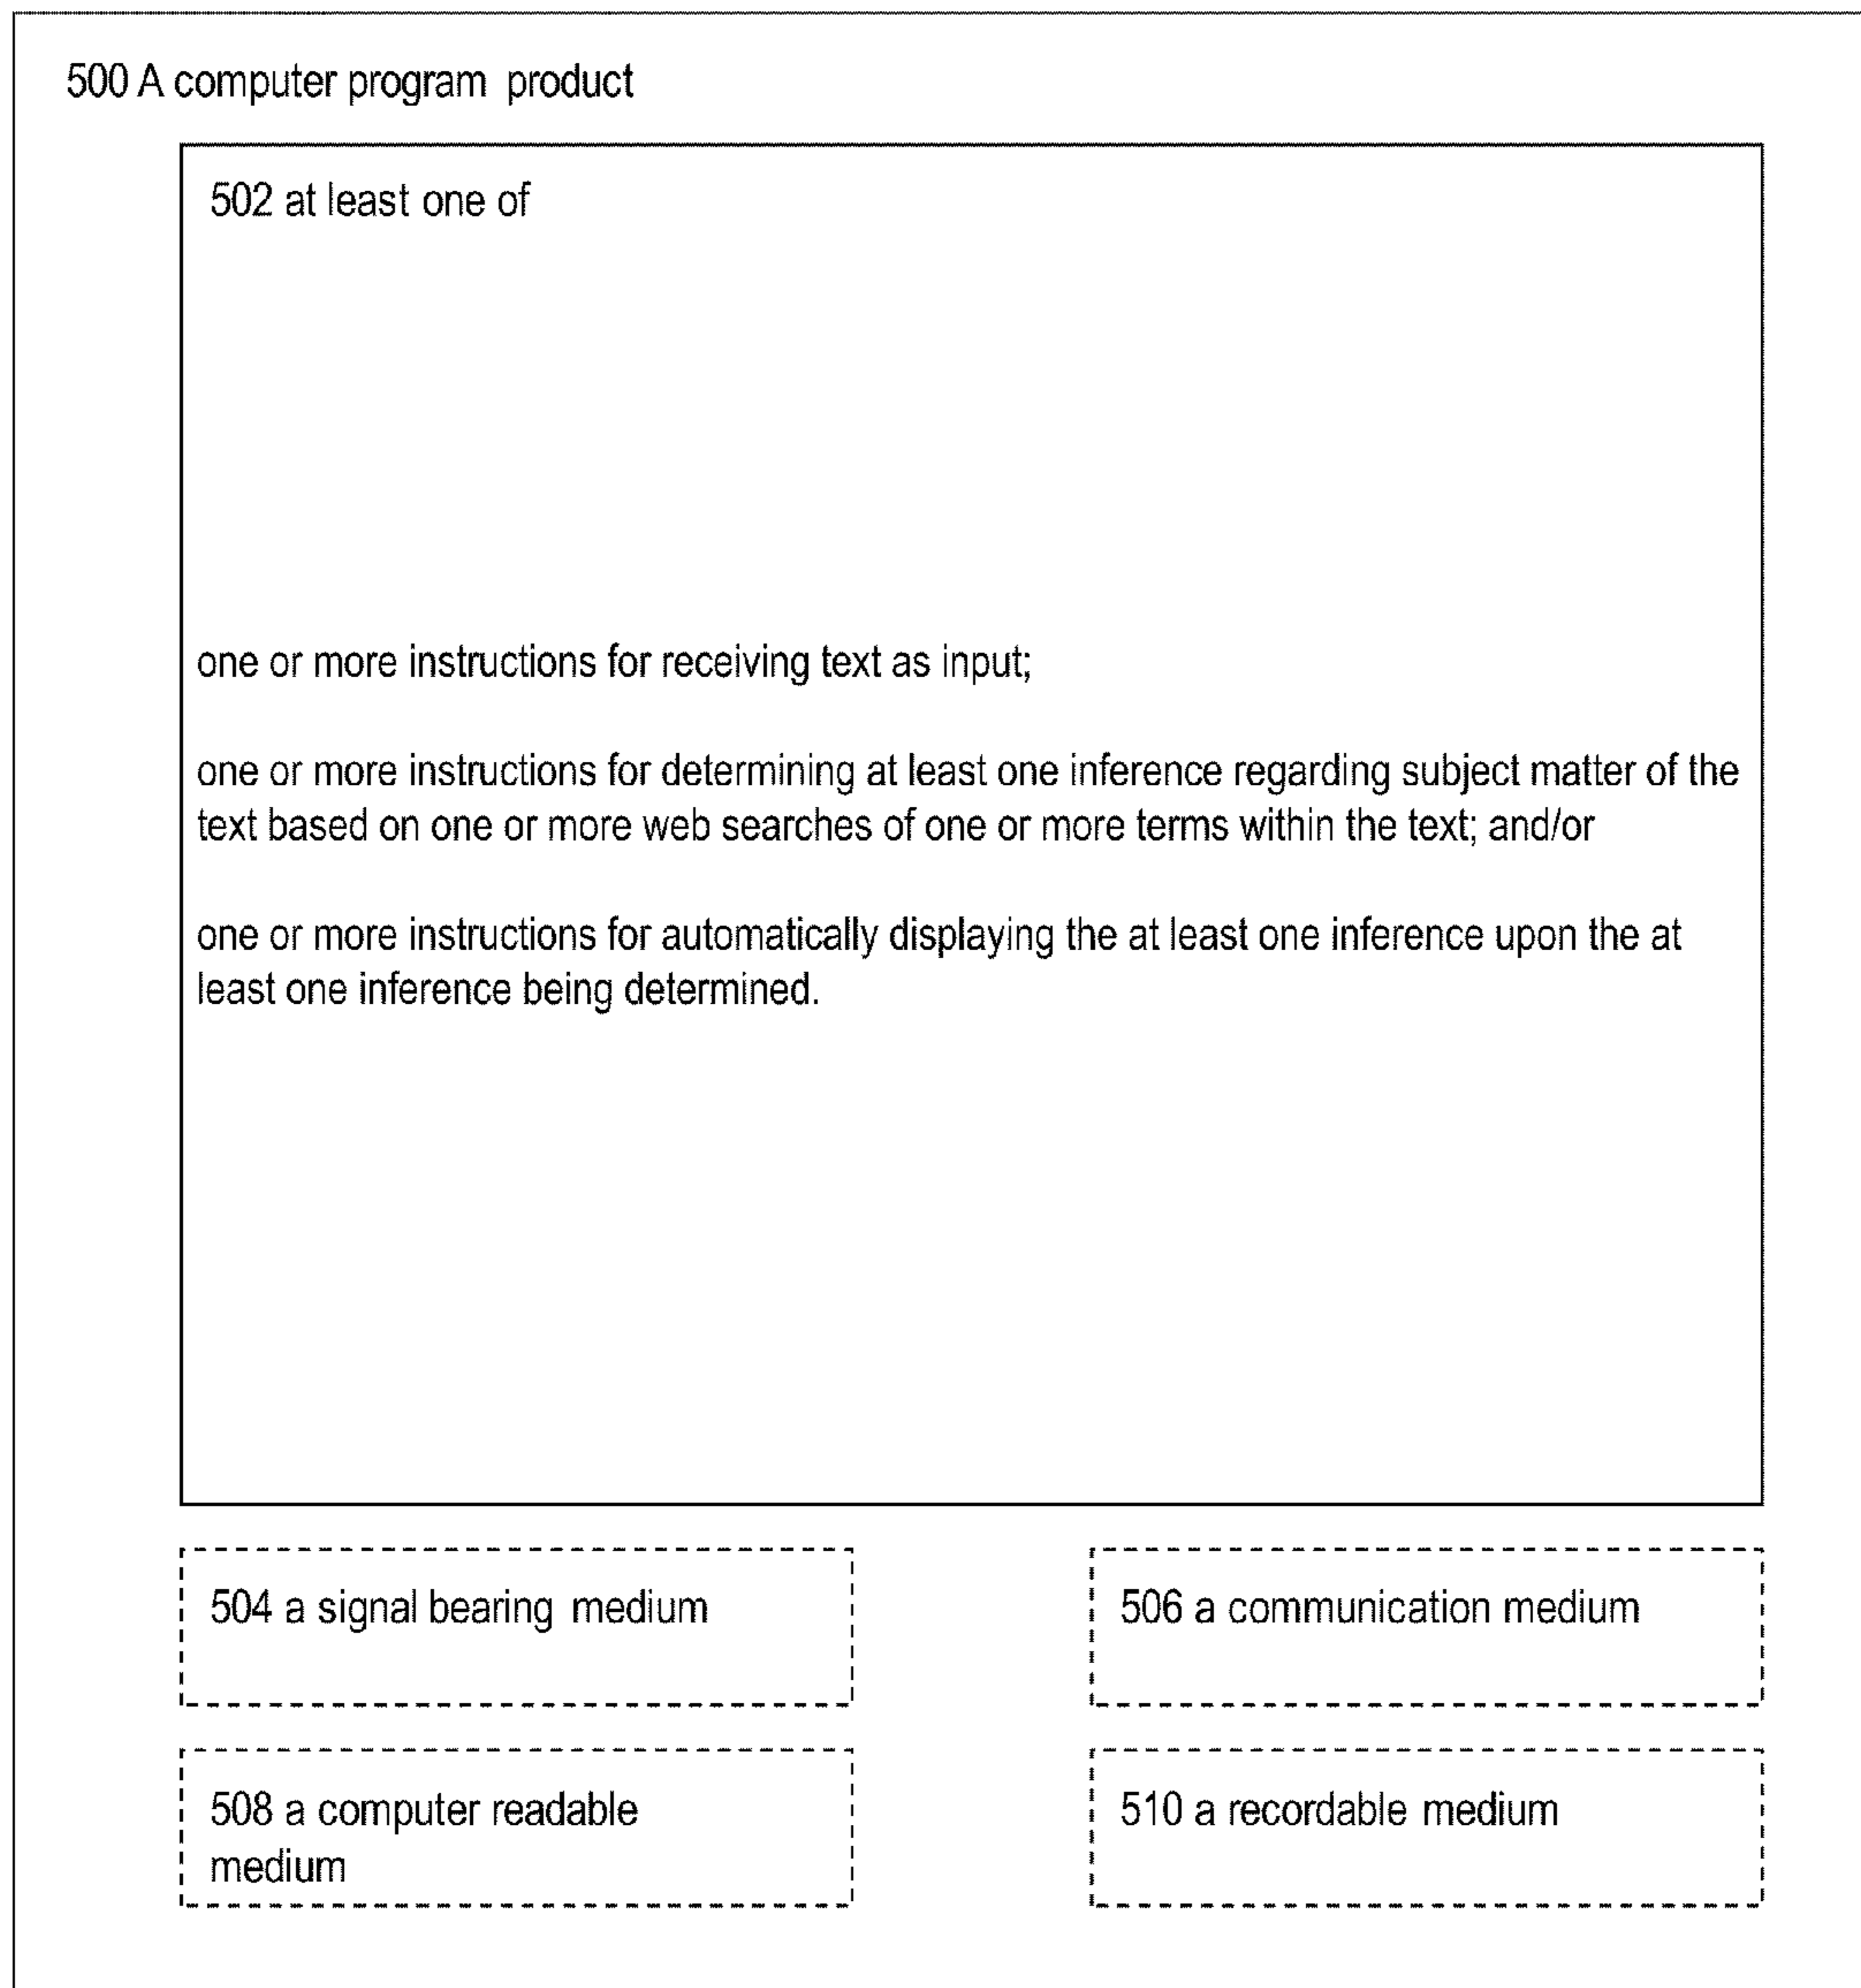 500 A computer program product
502 at least one of
one or more instructions for receiving text as input;
one or more instructions for determining at least one inference regarding subject matter of the
text based on one or more web searches of one or more terms within the text; and/or
one or more instructions for automatically displaying the at least one inference upon the at
least one inference being determined.
504 a signal bearing medium
506 a communication medium
508 a computer readable
medium
510 a recordable medium